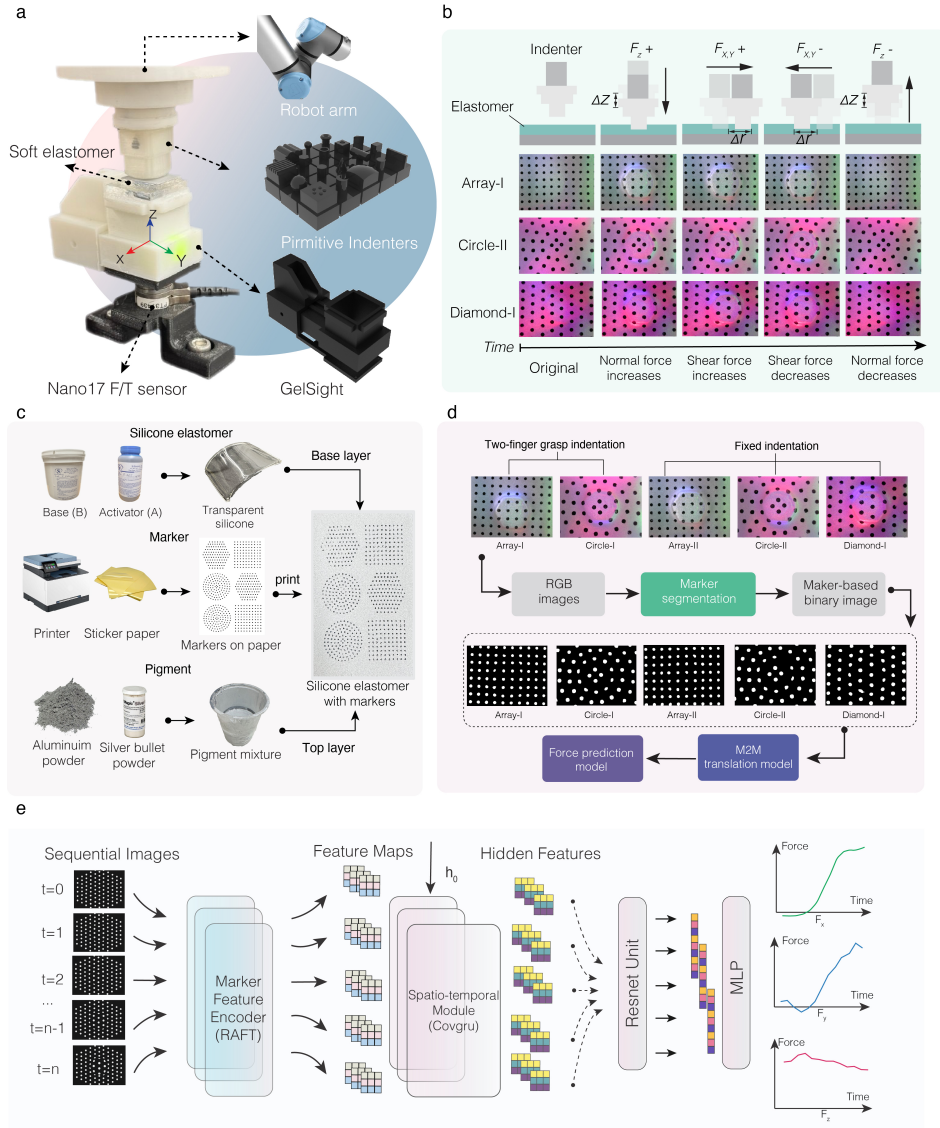 a
Robot arm
Soft elastomer
Pirmitive Indenters
Z
X
Y
Nano17 F/T sensor
GelSight
b
Indenter
Fz +
FX,Y +
FX,Y -
Fz -
ΔZ
ΔZ
Elastomer
Δr
Δr
Array-I
Circle-II
Diamond-I
Time
Original
Normal force
increases
Shear force
increases
Shear force
decreases
Normal force
decreases
c
Silicone elastomer
Base layer
Base (B)
Activator (A)
Transparent
silicone
Marker
print
Printer
Sticker paper
Markers on paper
Pigment
Silicone elastomer
with markers
Aluminuim
powder
Silver bullet
powder
Pigment mixture
Top layer
d
Two-finger grasp indentation
Fixed indentation
Array-I
Circle-I
Array-II
Circle-II
Diamond-I
RGB
images
Marker
segmentation
Maker-based
binary image
Array-I
Circle-I
Array-II
Circle-II
Diamond-I
Force prediction
model
M2M
translation model
e
Sequential Images
Feature Maps
h0
Hidden Features
t=0
t=1
t=2
...
t=n-1
t=n
Marker
Feature
Encoder
(RAFT)
Spatio-temporal
Module
(Covgru)
Resnet Unit
MLP
Force
Time
Fx
Force
Time
Fy
Force
Time
Fz